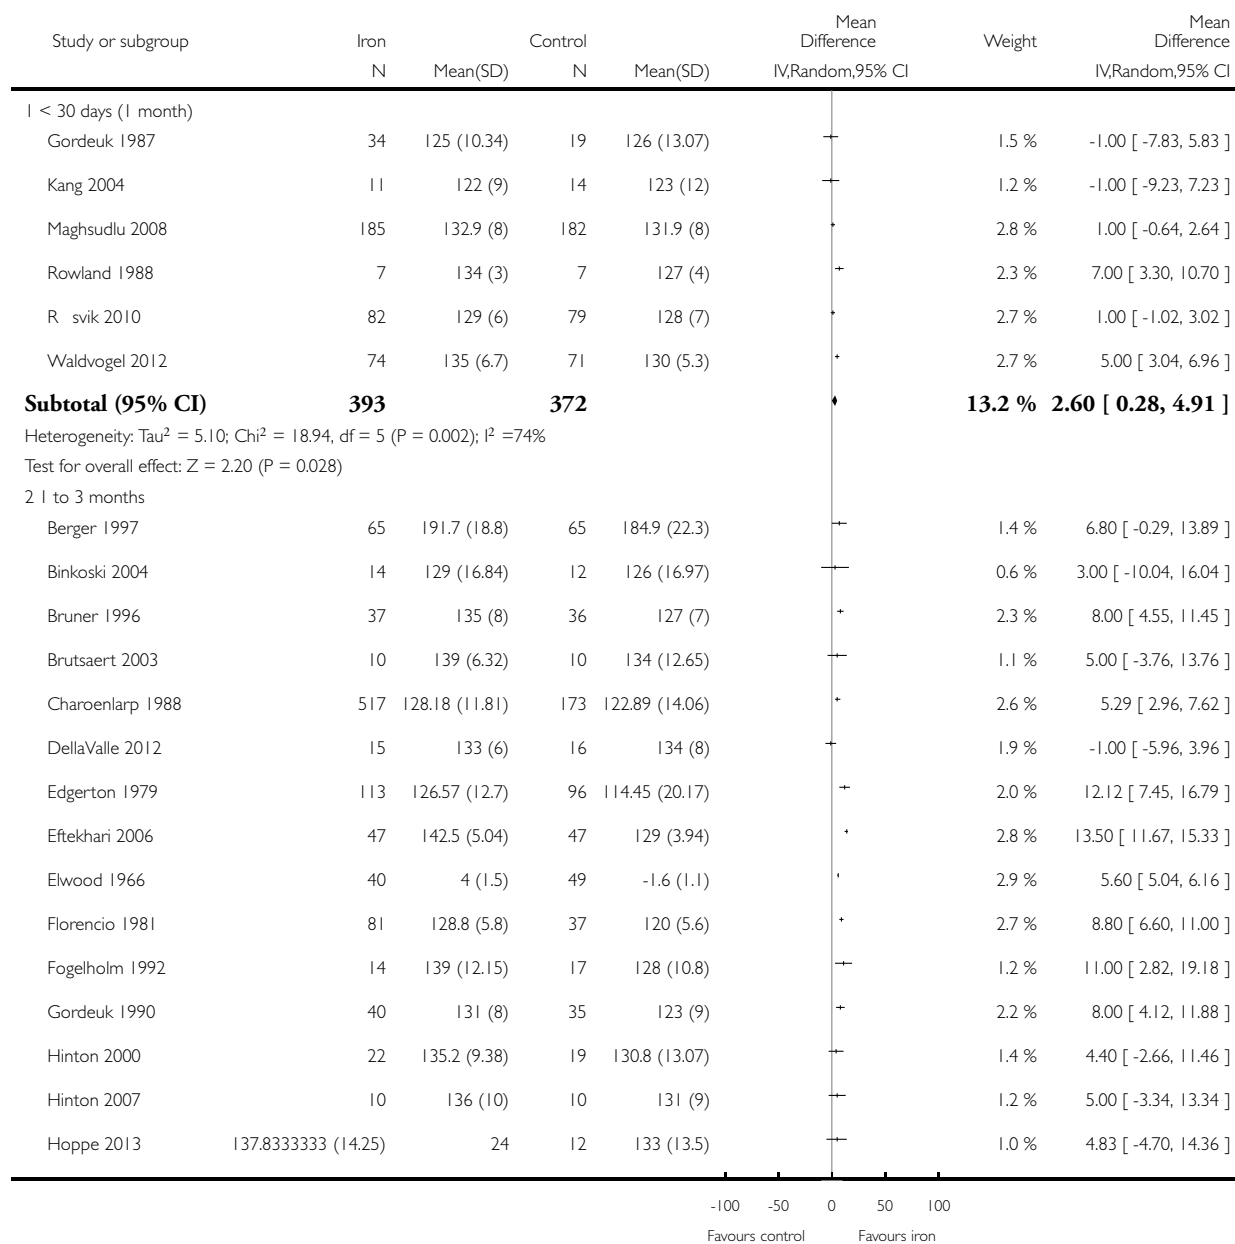 Study or subgroup Iron Control Mean Difference Weight Mean Difference
N Mean(SD) N Mean(SD) IV,Random,95% CI IV,Random,95% CI
1 < 30 days (1 month)
Gordeuk 1987 34 125 (10.34) 19 126 (13.07) 1.5 % -1.00 [ -7.83, 5.83 ]
Kang 2004 11 122 (9) 14 123 (12) 1.2 % -1.00 [ -9.23, 7.23 ]
Maghsudlu 2008 185 132.9 (8) 182 131.9 (8) 2.8 % 1.00 [ -0.64, 2.64 ]
Rowland 1988 7 134 (3) 7 127 (4) 2.3 % 7.00 [ 3.30, 10.70 ]
R svik 2010 82 129 (6) 79 128 (7) 2.7 % 1.00 [ -1.02, 3.02 ]
Waldvogel 2012 74 135 (6.7) 71 130 (5.3) 2.7 % 5.00 [ 3.04, 6.96 ]
Subtotal (95% CI) 393 372 13.2 % 2.60 [ 0.28, 4.91 ]
Heterogeneity: Tau² = 5.10; Chi² = 18.94, df = 5 (P = 0.002); I² =74%
Test for overall effect: Z = 2.20 (P = 0.028)
2 1 to 3 months
Berger 1997 65 191.7 (18.8) 65 184.9 (22.3) 1.4 % 6.80 [ -0.29, 13.89 ]
Binkoski 2004 14 129 (16.84) 12 126 (16.97) 0.6 % 3.00 [ -10.04, 16.04 ]
Bruner 1996 37 135 (8) 36 127 (7) 2.3 % 8.00 [ 4.55, 11.45 ]
Brutsaert 2003 10 139 (6.32) 10 134 (12.65) 1.1 % 5.00 [ -3.76, 13.76 ]
Charoenlarp 1988 517 128.18 (11.81) 173 122.89 (14.06) 2.6 % 5.29 [ 2.96, 7.62 ]
DellaValle 2012 15 133 (6) 16 134 (8) 1.9 % -1.00 [ -5.96, 3.96 ]
Edgerton 1979 113 126.57 (12.7) 96 114.45 (20.17) 2.0 % 12.12 [ 7.45, 16.79 ]
Eftekhari 2006 47 142.5 (5.04) 47 129 (3.94) 2.8 % 13.50 [ 11.67, 15.33 ]
Elwood 1966 40 4 (1.5) 49 -1.6 (1.1) 2.9 % 5.60 [ 5.04, 6.16 ]
Florencio 1981 81 128.8 (5.8) 37 120 (5.6) 2.7 % 8.80 [ 6.60, 11.00 ]
Fogelholm 1992 14 139 (12.15) 17 128 (10.8) 1.2 % 11.00 [ 2.82, 19.18 ]
Gordeuk 1990 40 131 (8) 35 123 (9) 2.2 % 8.00 [ 4.12, 11.88 ]
Hinton 2000 22 135.2 (9.38) 19 130.8 (13.07) 1.4 % 4.40 [ -2.66, 11.46 ]
Hinton 2007 10 136 (10) 10 131 (9) 1.2 % 5.00 [ -3.34, 13.34 ]
Hoppe 2013 137.8333333 (14.25) 24 12 133 (13.5) 1.0 % 4.83 [ -4.70, 14.36 ]
-100 -50 0 50 100
Favours control Favours iron